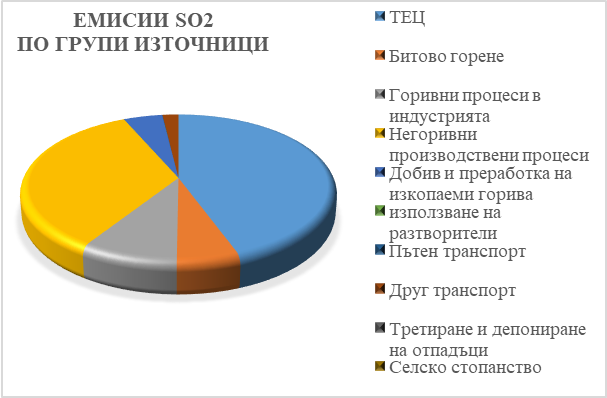 ЕМИСИИ SO2
ПО ГРУПИ ИЗТОЧНИЦИ
ТЕЦ
Битово горене
Горивни процеси в
индустрията
Негоривни
производствени процеси
Добив и преработка на
изкопаеми горива
използване на
разтворители
Пътен транспорт
Друг транспорт
Третиране и депониране
на отпадъци
Селско стопанство